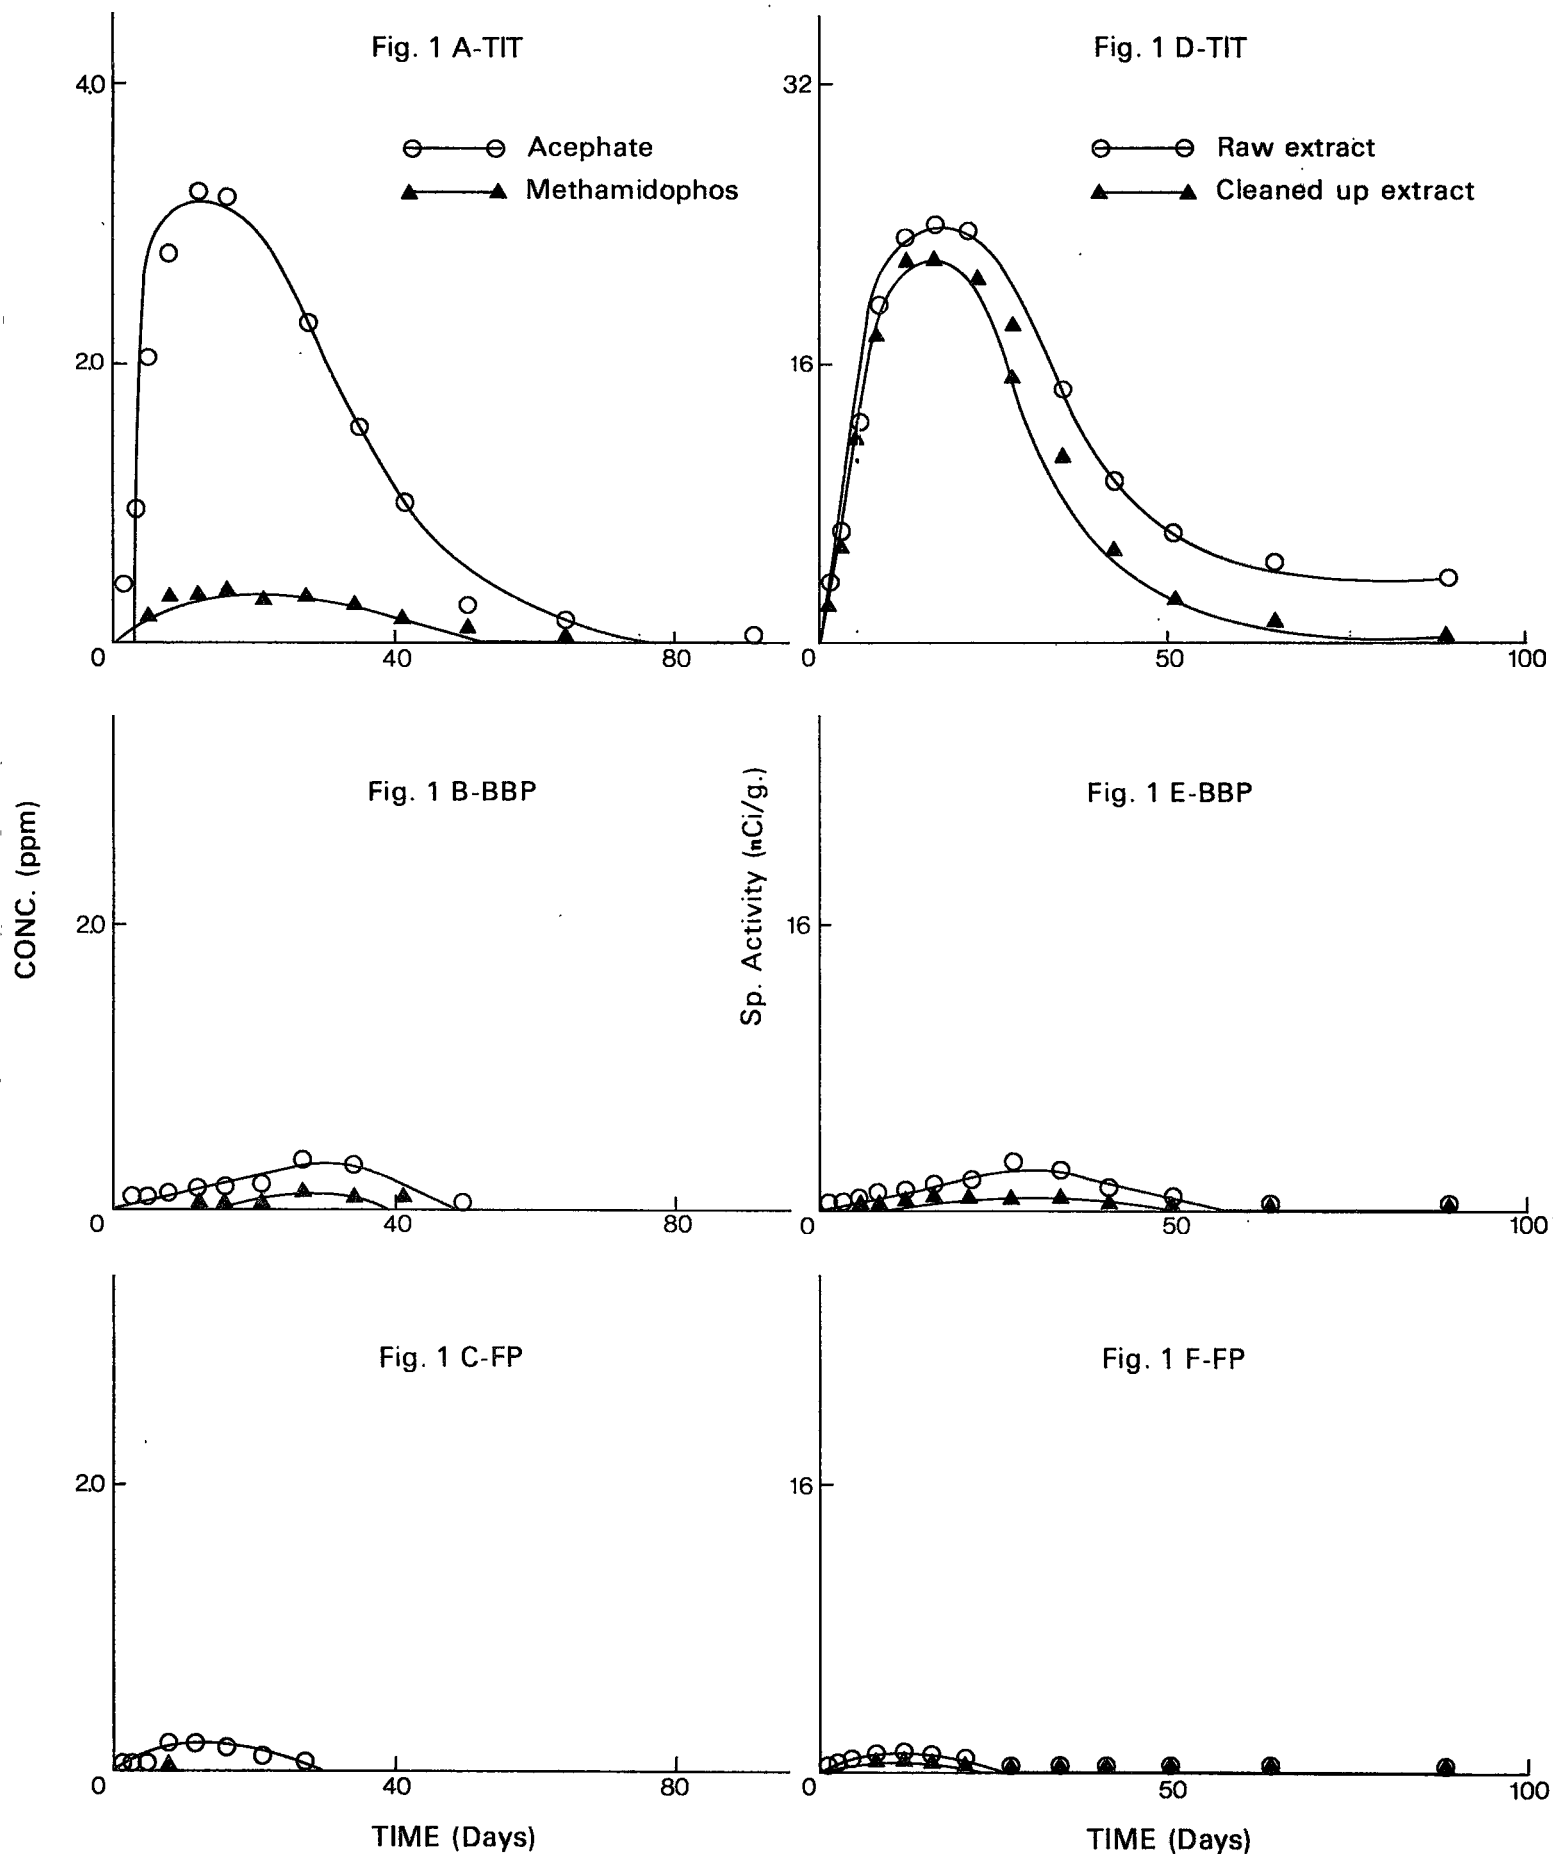 Fig. 1 A-TIT
4.0
2.0
Acephate
Methamidophos
0 40 80
Fig. 1 D-TIT
32
16
Raw extract
Cleaned up extract
0 50 100
CONC. (ppm)
Fig. 1 B-BBP
2.0
0 40 80
Sp. Activity (nCi/g.)
Fig. 1 E-BBP
16
0 50 100
Fig. 1 C-FP
2.0
0 40 80
TIME (Days)
Fig. 1 F-FP
16
0 50 100
TIME (Days)